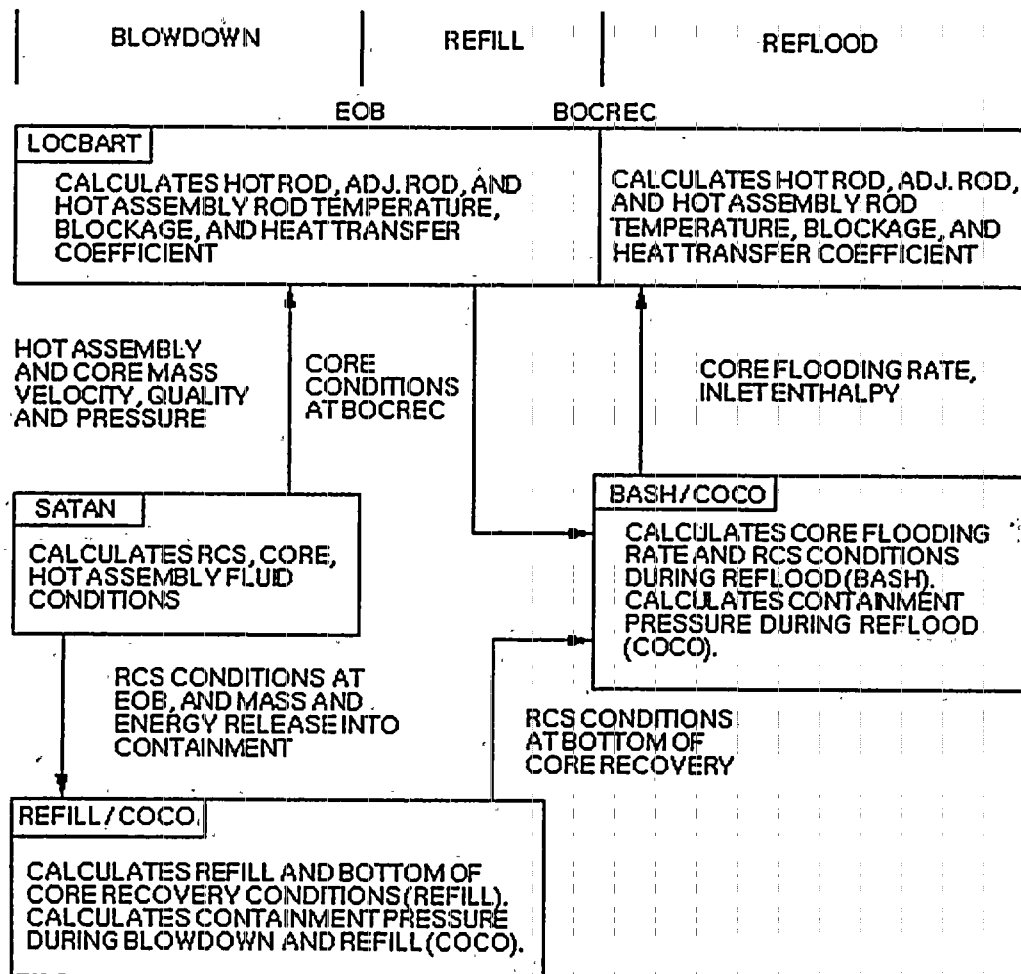 BLOWDOWN
REFILL
REFLOOD
EOB
BOCREC
LOCBART
CALCULATES HOT ROD, ADJ. ROD, AND
HOT ASSEMBLY ROD TEMPERATURE,
BLOCKAGE, AND HEAT TRANSFER
COEFFICIENT
CALCULATES HOT ROD, ADJ. ROD,
AND HOT ASSEMBLY ROD
TEMPERATURE, BLOCKAGE, AND
HEAT TRANSFER COEFFICIENT
HOT ASSEMBLY
AND CORE MASS
VELOCITY, QUALITY
AND PRESSURE
CORE
CONDITIONS
AT BOCREC
CORE FLOODING RATE,
INLET ENTHALPY
SATAN
CALCULATES RCS, CORE,
HOT ASSEMBLY FLUID
CONDITIONS
BASH/COCO
CALCULATES CORE FLOODING
RATE AND RCS CONDITIONS
DURING REFLOOD (BASH).
CALCULATES CONTAINMENT
PRESSURE DURING REFLOOD
(COCO).
RCS CONDITIONS AT
EOB, AND MASS AND
ENERGY RELEASE INTO
CONTAINMENT
RCS CONDITIONS
AT BOTTOM OF
CORE RECOVERY
REFILL/COCO
CALCULATES REFILL AND BOTTOM OF
CORE RECOVERY CONDITIONS (REFILL).
CALCULATES CONTAINMENT PRESSURE
DURING BLOWDOWN AND REFILL (COCO).